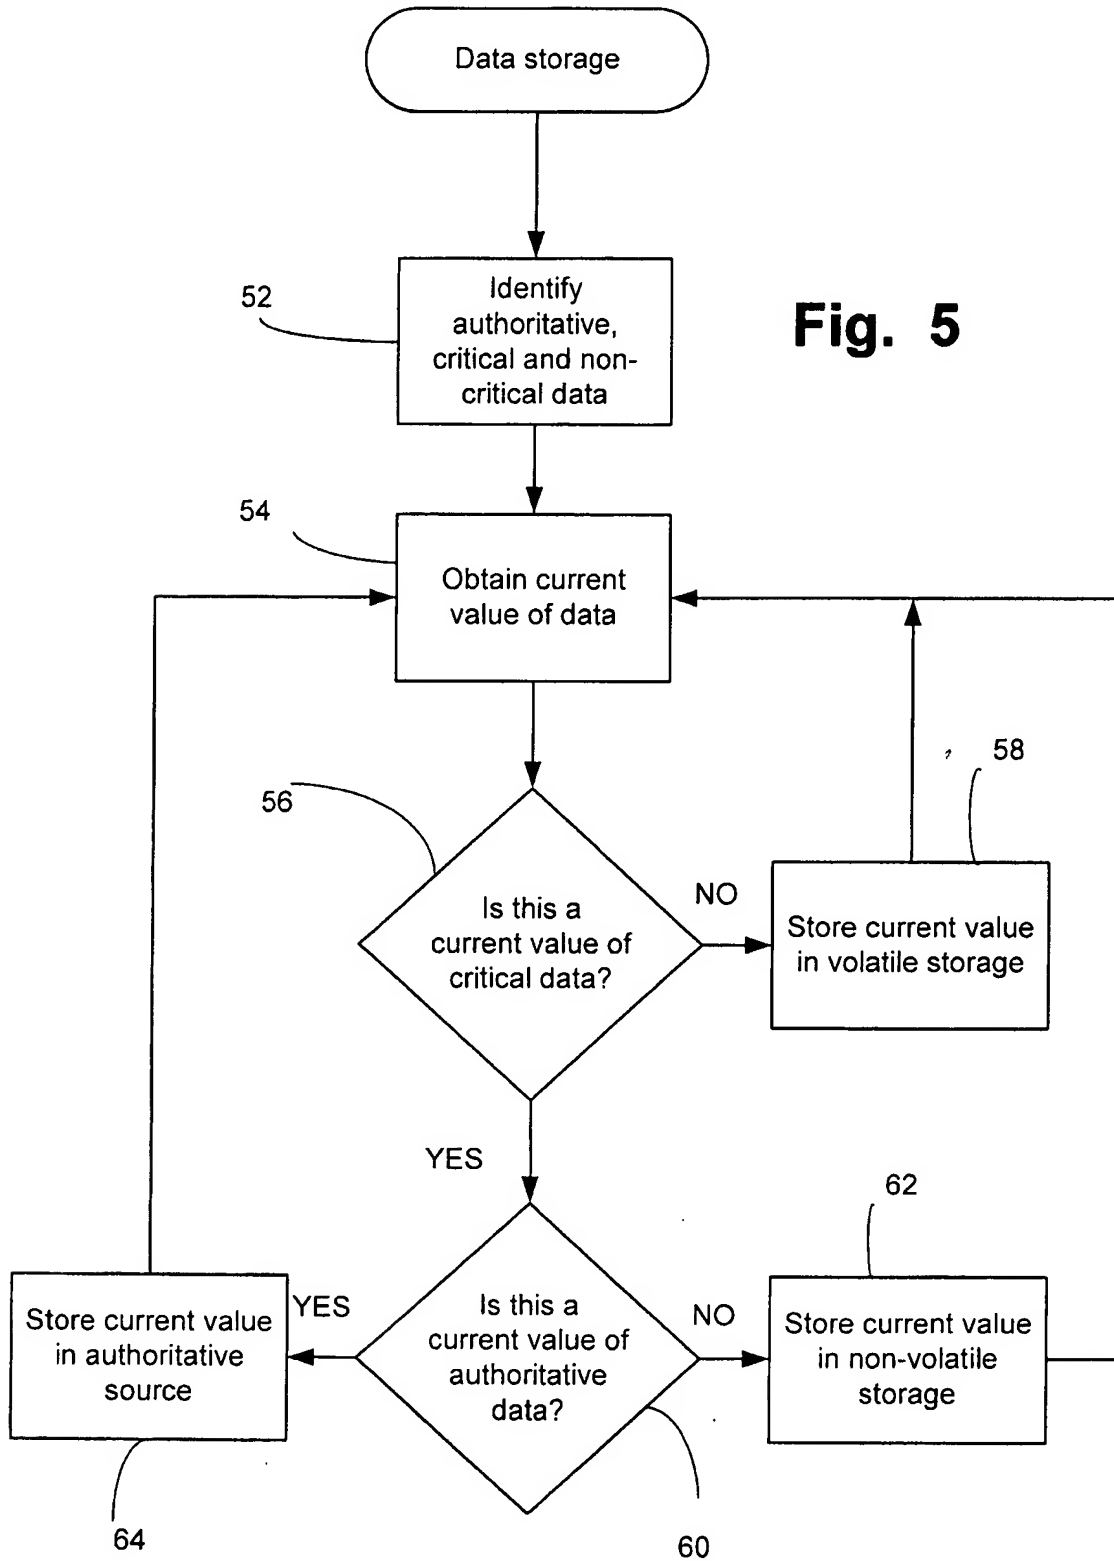 Data storage
52
Identify
authoritative,
critical and non-
critical data
Fig. 5
54
Obtain current
value of data
58
56
Is this a
current value of
critical data?
NO
Store current value
in volatile storage
YES
62
Store current value
in authoritative
source
YES
Is this a
current value of
authoritative
data?
NO
Store current value
in non-volatile
storage
64
60